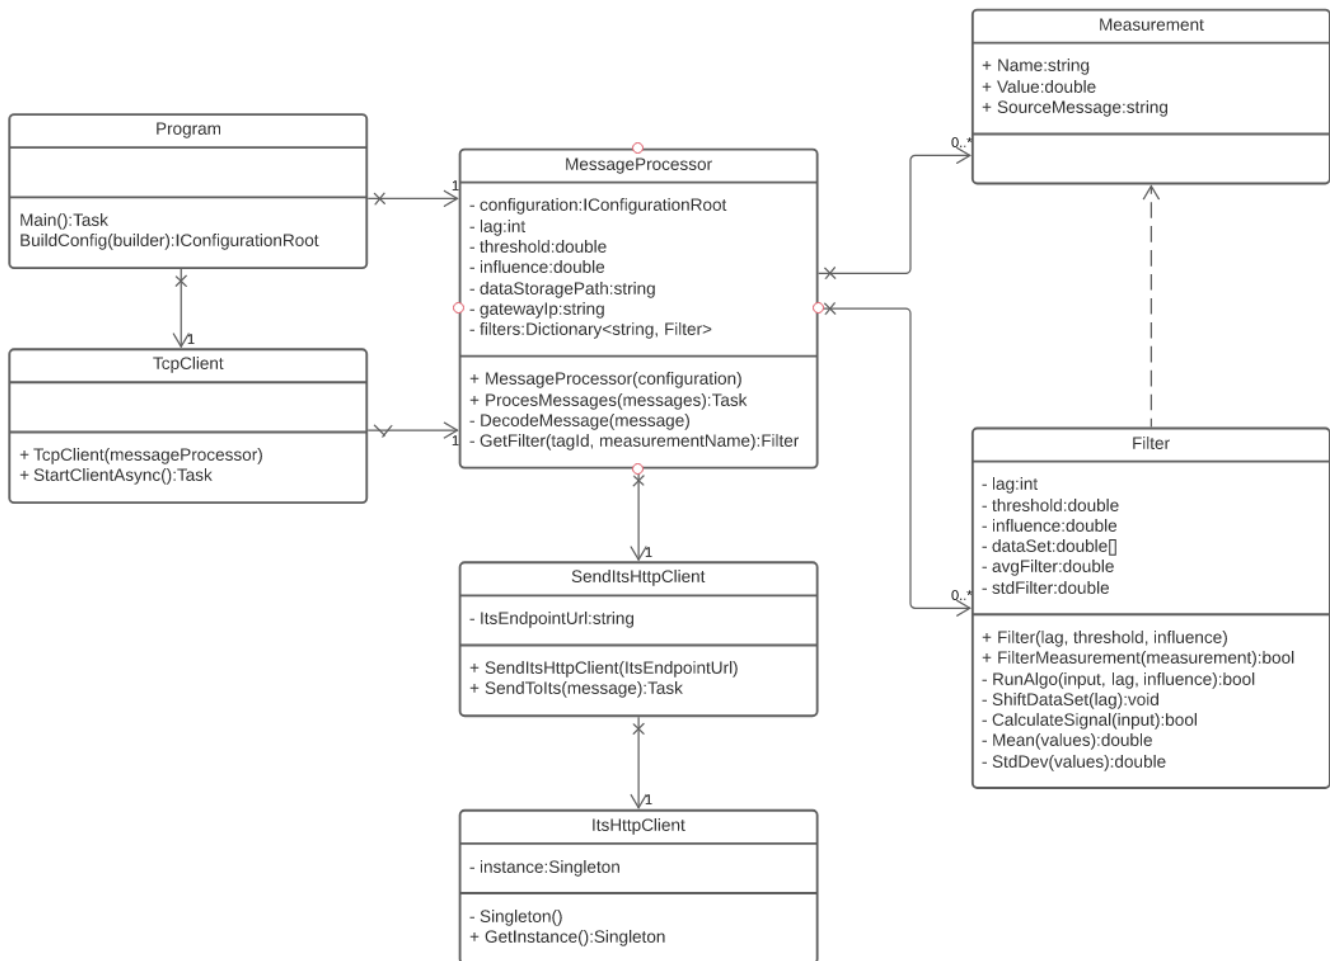 Measurement
+ Name:string
+ Value:double
+ SourceMessage:string
0..*
Program
Main():Task
BuildConfig(builder):IConfigurationRoot
1
1
MessageProcessor
- configuration:IConfigurationRoot
- lag:int
- threshold:double
- influence:double
- dataStoragePath:string
- gatewayIp:string
- filters:Dictionary<string, Filter>
+ MessageProcessor(configuration)
+ ProcesMessages(messages):Task
- DecodeMessage(message)
- GetFilter(tagId, measurementName):Filter
TcpClient
+ TcpClient(messageProcessor)
+ StartClientAsync():Task
1
Filter
- lag:int
- threshold:double
- influence:double
- dataSet:double[]
- avgFilter:double
- stdFilter:double
+ Filter(lag, threshold, influence)
+ FilterMeasurement(measurement):bool
- RunAlgo(input, lag, influence):bool
- ShiftDataSet(lag):void
- CalculateSignal(input):bool
- Mean(values):double
- StdDev(values):double
0..*
1
SendItsHttpClient
- ItsEndpointUrl:string
+ SendItsHttpClient(ItsEndpointUrl)
+ SendToIts(message):Task
1
ItsHttpClient
- instance:Singleton
- Singleton()
+ GetInstance():Singleton